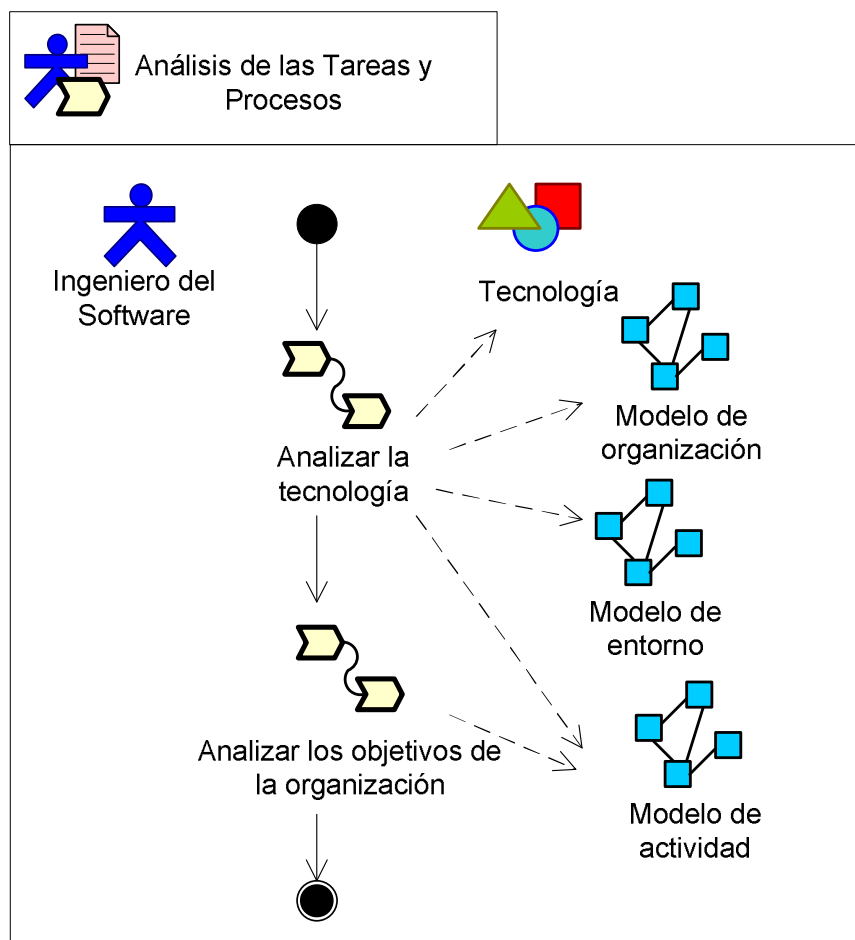 Análisis de las Tareas y
Procesos
Ingeniero del
Software
Tecnología
Modelo de
organización
Analizar la
tecnología
Modelo de
entorno
Analizar los objetivos de
la organización
Modelo de
actividad